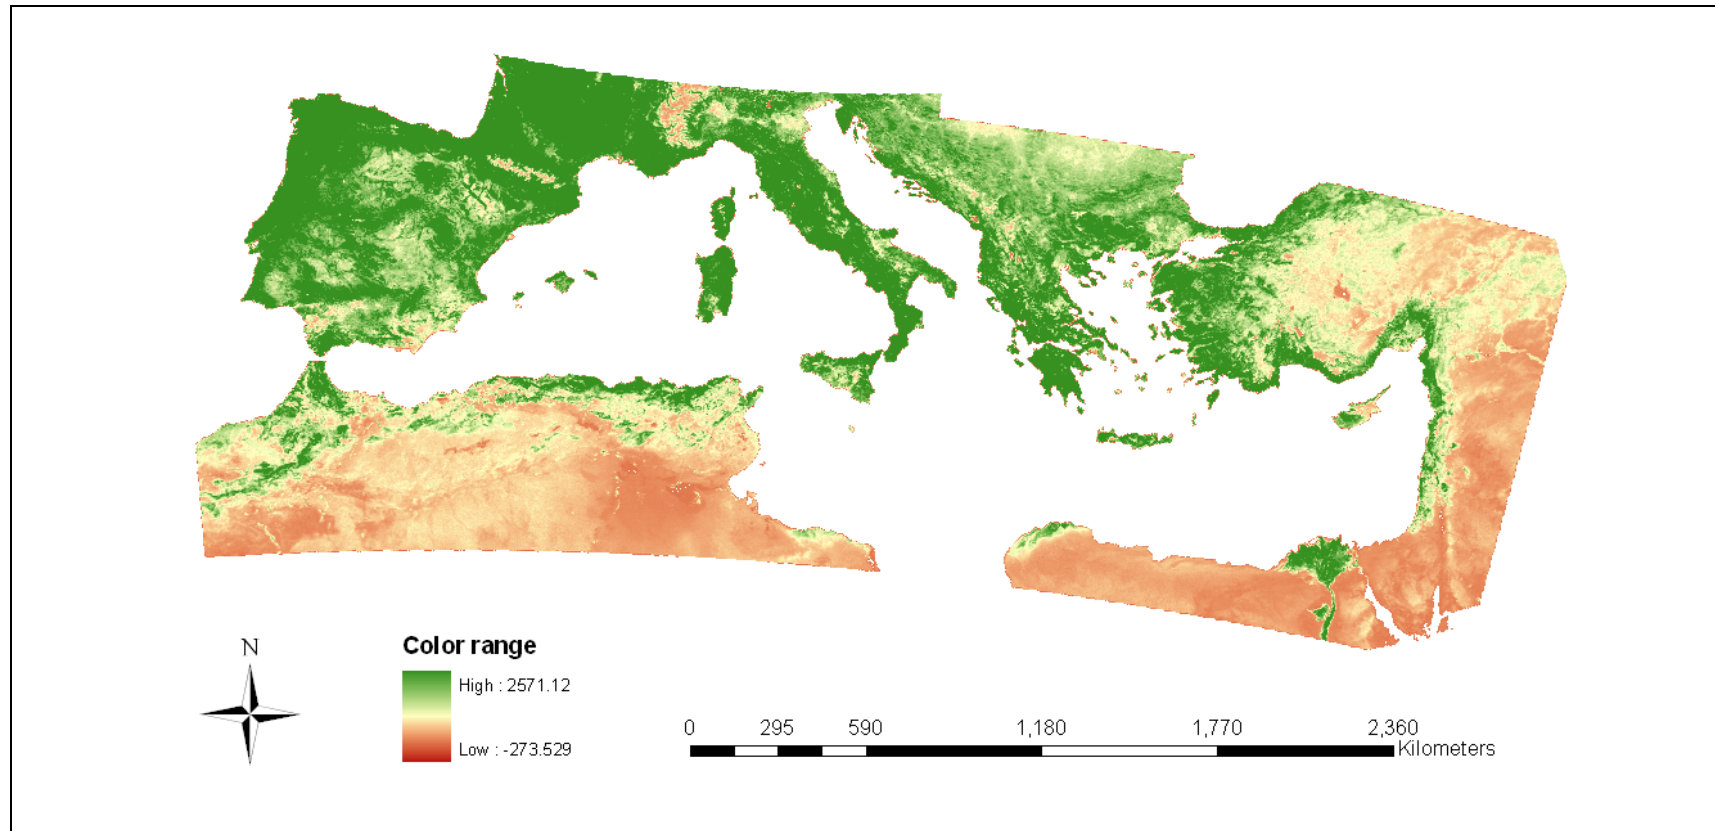 N
Color range
High : 2571.12
Low : -273.529
0 295 590 1,180 1,770 2,360
Kilometers